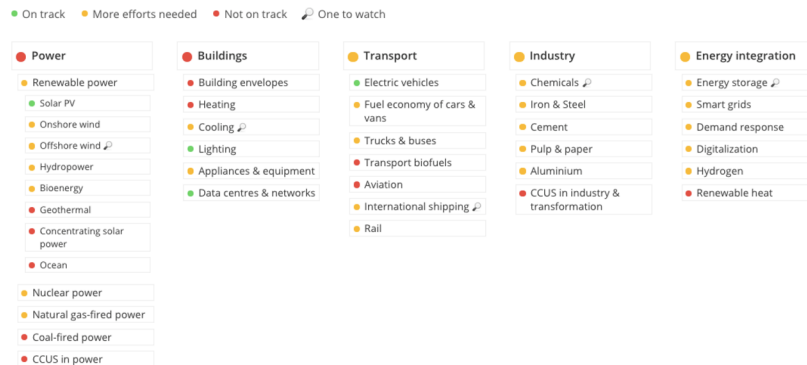 On track
More efforts needed
Not on track
One to watch
Power
Renewable power
Solar PV
Onshore wind
Offshore wind
Hydropower
Bioenergy
Geothermal
Concentrating solar
power
Ocean
Nuclear power
Natural gas-fired power
Coal-fired power
CCUS in power
Buildings
Building envelopes
Heating
Cooling
Lighting
Appliances & equipment
Data centres & networks
Transport
Electric vehicles
Fuel economy of cars &
vans
Trucks & buses
Transport biofuels
Aviation
International shipping
Rail
Industry
Chemicals
Iron & Steel
Cement
Pulp & paper
Aluminium
CCUS in industry &
transformation
Energy integration
Energy storage
Smart grids
Demand response
Digitalization
Hydrogen
Renewable heat